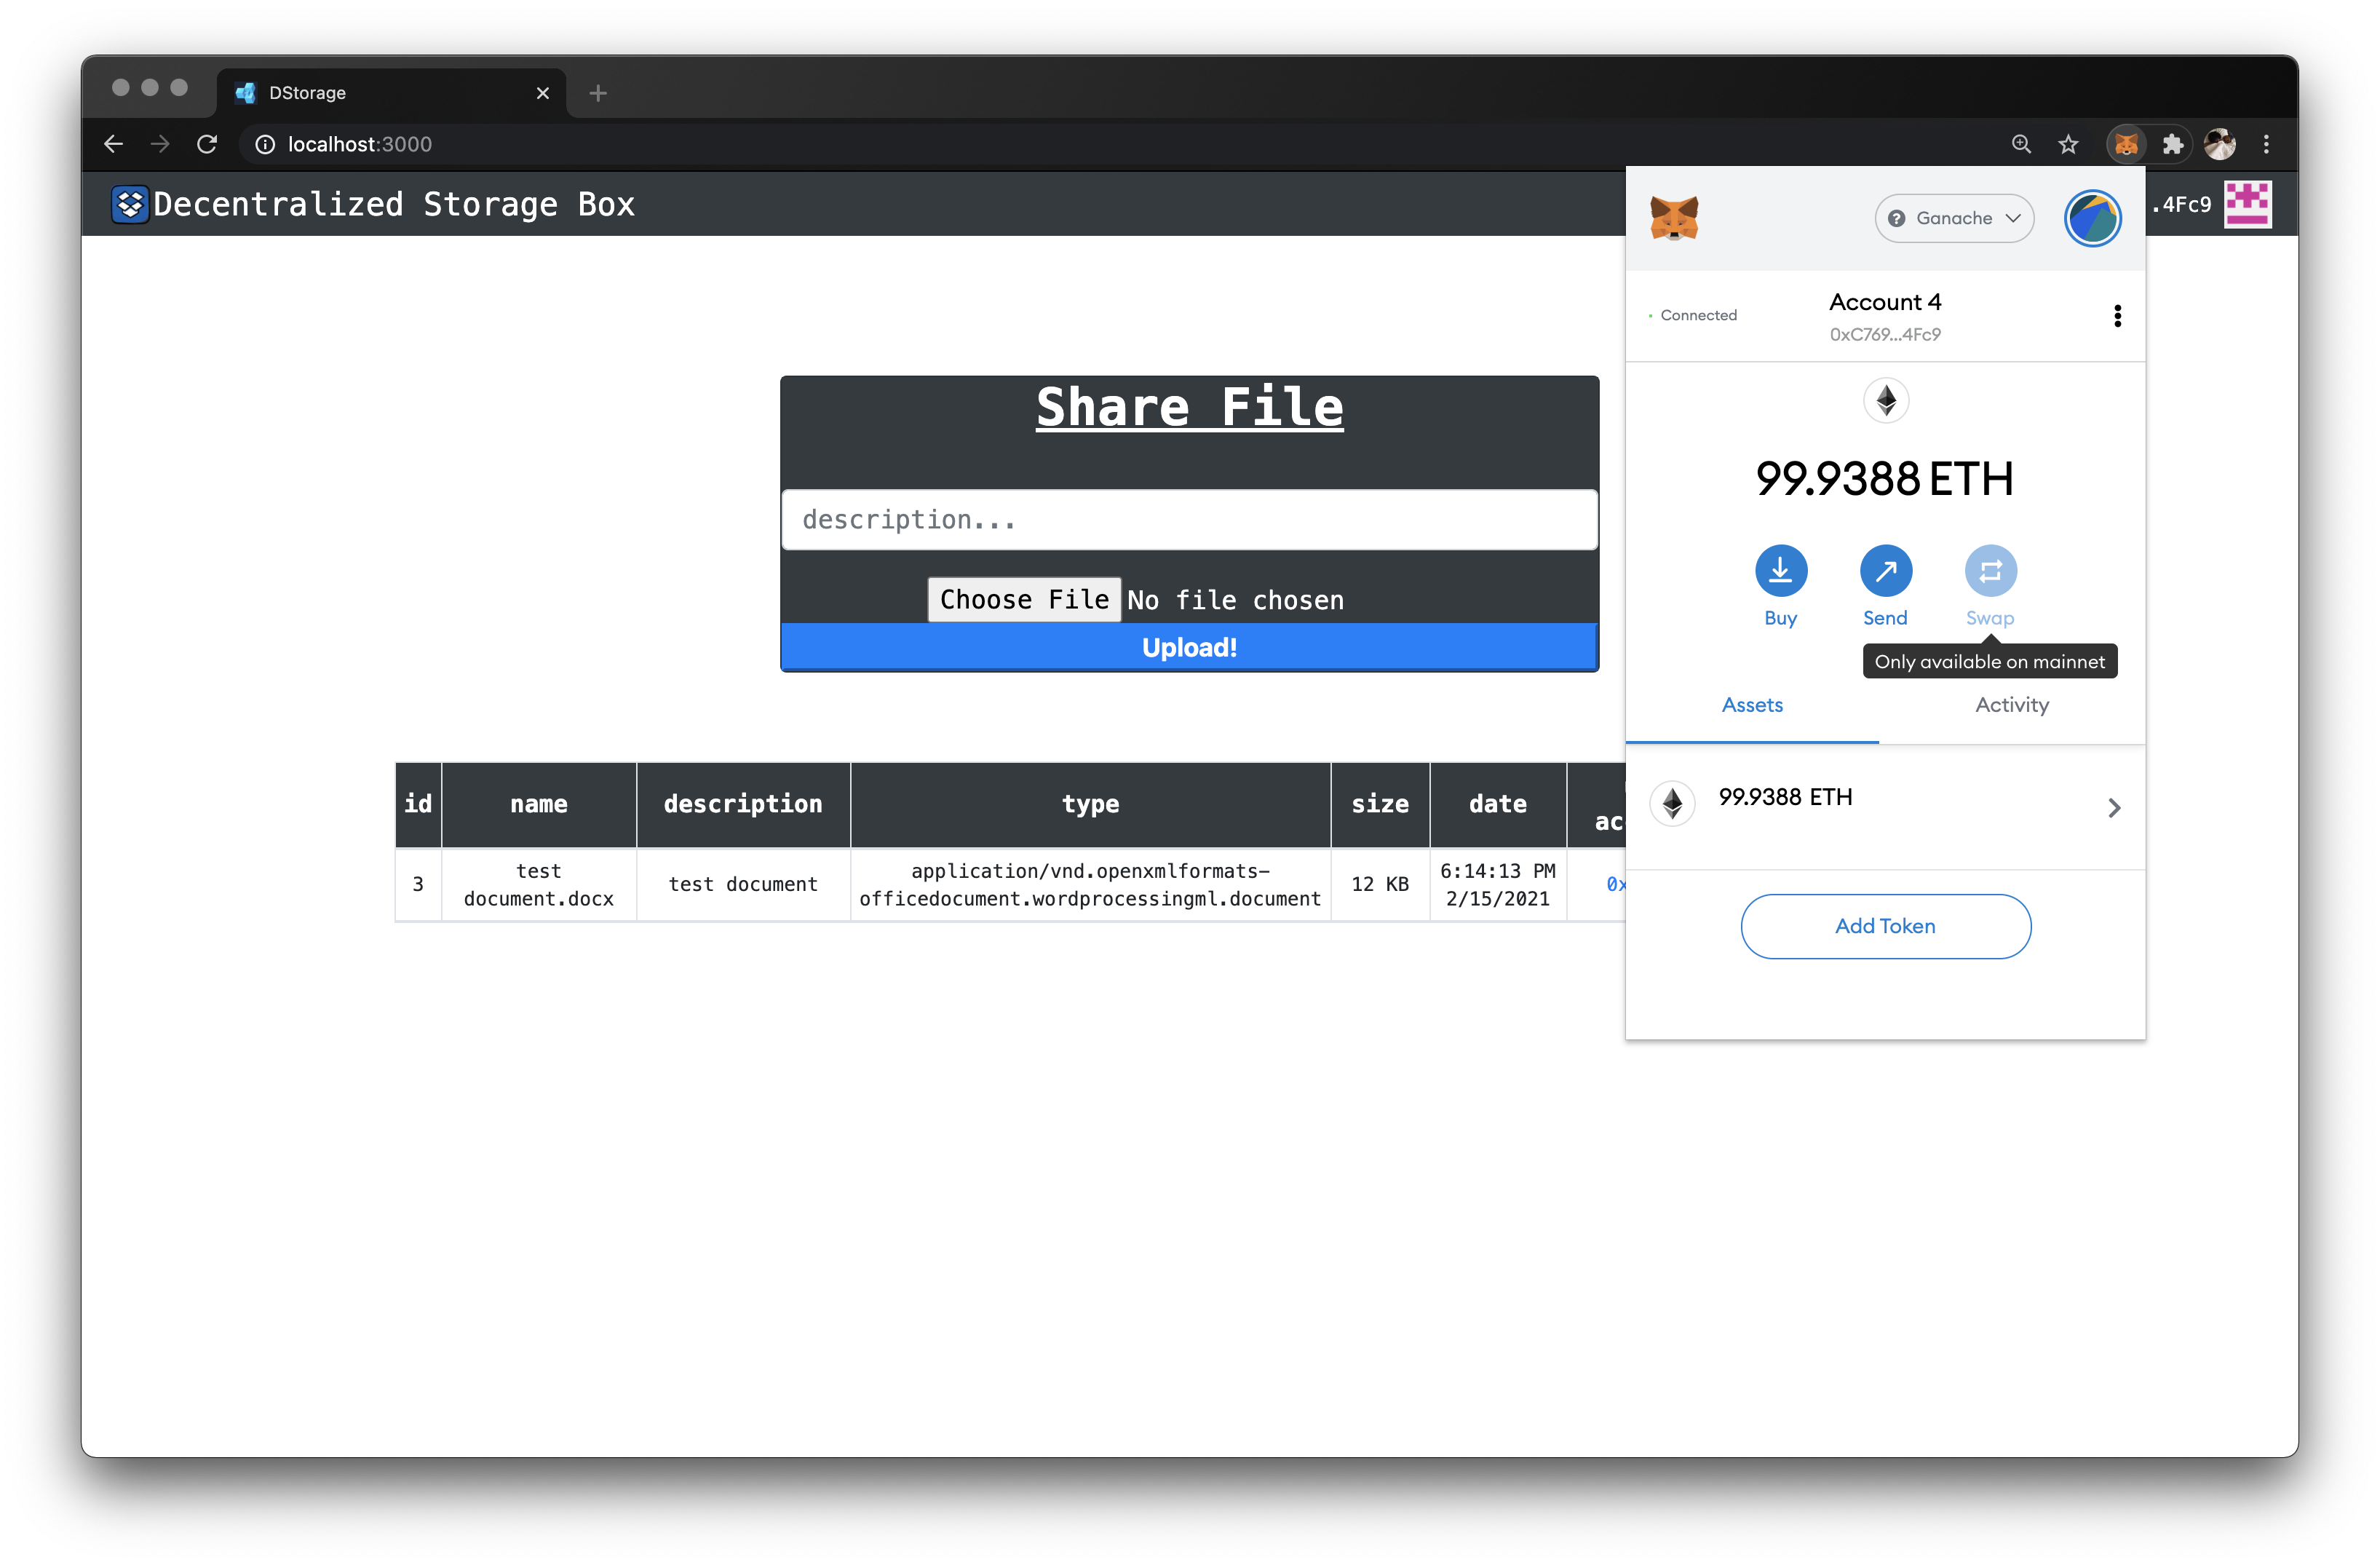 DStorage
localhost:3000
Decentralized Storage Box
.4Fc9
Share File
description...
Choose File No file chosen
Upload!
id name description type size date
3 test document.docx test document application/vnd.openxmlformats-officedocument.wordprocessingml.document 12 KB 6:14:13 PM 2/15/2021
Ganache
Connected
Account 4
0xC769...4Fc9
99.9388 ETH
Buy Send Swap
Only available on mainnet
Assets Activity
99.9388 ETH
Add Token